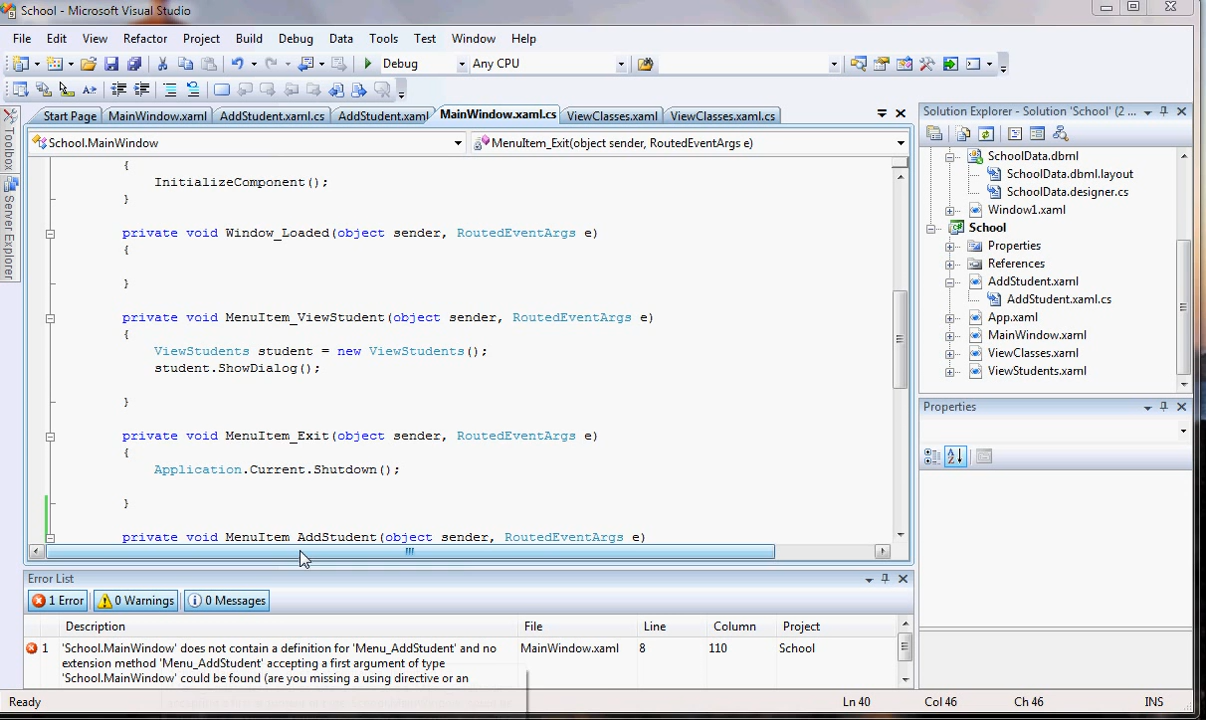 School - Microsoft Visual Studio
File Edit View Refactor Project Build Debug Data Tools Test Window Help
Debug Any CPU
Start Page MainWindow.xaml AddStudent.xaml.cs AddStudent.xaml MainWindow.xaml.cs ViewClasses.xaml ViewClasses.xaml.cs
School.MainWindow MenuItem_Exit(object sender, RoutedEventArgs e)
{
InitializeComponent();
}
private void Window_Loaded(object sender, RoutedEventArgs e)
{
}
private void MenuItem_ViewStudent(object sender, RoutedEventArgs e)
{
ViewStudents student = new ViewStudents();
student.ShowDialog();
}
private void MenuItem_Exit(object sender, RoutedEventArgs e)
{
Application.Current.Shutdown();
}
private void MenuItem_AddStudent(object sender, RoutedEventArgs e)
Toolbox
Server Explorer
Solution Explorer - Solution 'School' (2 ...
SchoolData.dbml
SchoolData.dbml.layout
SchoolData.designer.cs
Window1.xaml
School
Properties
References
AddStudent.xaml
AddStudent.xaml.cs
App.xaml
MainWindow.xaml
ViewClasses.xaml
ViewStudents.xaml
Properties
Error List
1 Error 0 Warnings 0 Messages
Description File Line Column Project
1 'School.MainWindow' does not contain a definition for 'Menu_AddStudent' and no MainWindow.xaml 8 110 School
extension method 'Menu_AddStudent' accepting a first argument of type
'School.MainWindow' could be found (are you missing a using directive or an
Ready Ln 40 Col 46 Ch 46 INS